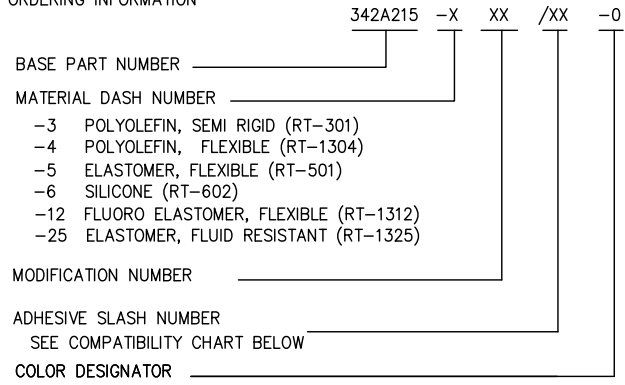 ORDERING INFORMATION
342A215 -X XX /XX -0
BASE PART NUMBER
MATERIAL DASH NUMBER
-3 POLYOLEFIN, SEMI RIGID (RT-301)
-4 POLYOLEFIN, FLEXIBLE (RT-1304)
-5 ELASTOMER, FLEXIBLE (RT-501)
-6 SILICONE (RT-602)
-12 FLUORO ELASTOMER, FLEXIBLE (RT-1312)
-25 ELASTOMER, FLUID RESISTANT (RT-1325)
MODIFICATION NUMBER
ADHESIVE SLASH NUMBER
SEE COMPATIBILITY CHART BELOW
COLOR DESIGNATOR